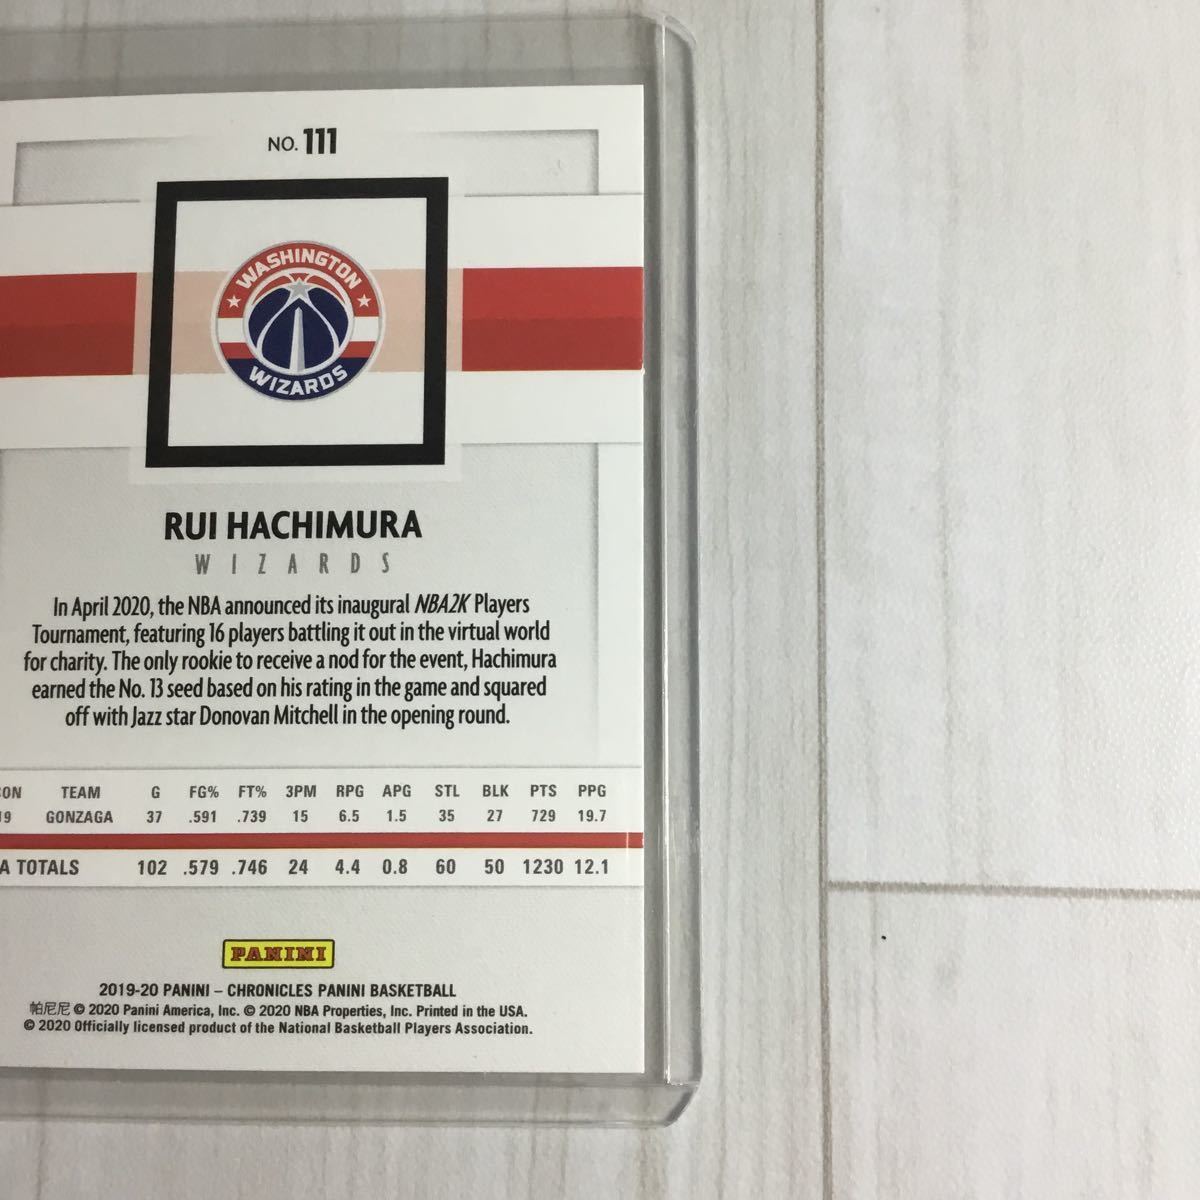 NO. 111
WASHINGTON
WIZARDS
RUI HACHIMURA
WIZARDS
In April 2020, the NBA announced its inaugural NBA2K Players
Tournament, featuring 16 players battling it out in the virtual world
for charity. The only rookie to receive a nod for the event, Hachimura
earned the No. 13 seed based on his rating in the game and squared
off with Jazz star Donovan Mitchell in the opening round.
ON TEAM G FG% FT% 3PM RPG APG STL BLK PTS PPG
19 GONZAGA 37 .591 .739 15 6.5 1.5 35 27 729 19.7
A TOTALS 102 .579 .746 24 4.4 0.8 60 50 1230 12.1
PANINI
2019-20 PANINI – CHRONICLES PANINI BASKETBALL
帕尼尼 © 2020 Panini America, Inc. © 2020 NBA Properties, Inc. Printed in the USA.
© 2020 Officially licensed product of the National Basketball Players Association.